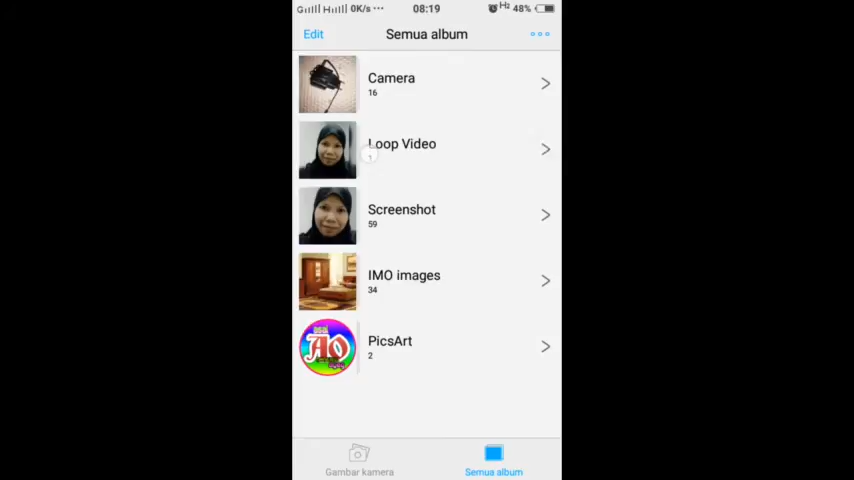 0K/s ... 08:19 48%
Edit Semua album
Camera
16
Loop Video
Screenshot
59
IMO images
34
AO
PicsArt
2
Gambar kamera Semua album